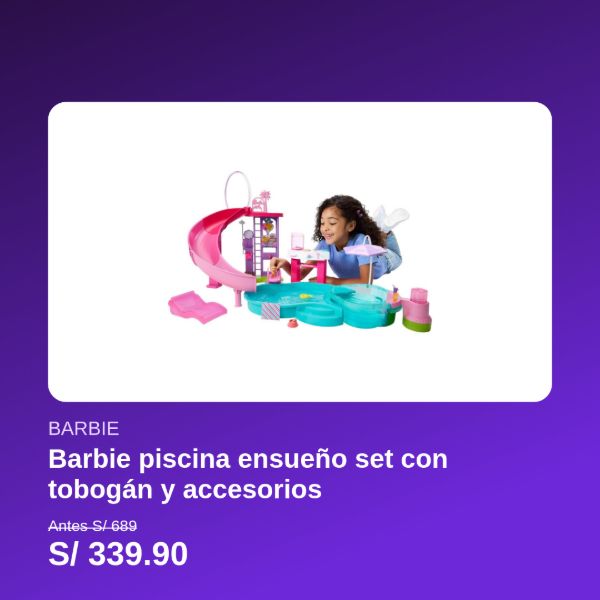 BARBIE
Barbie piscina ensueño set con
tobogán y accesorios
Antes S/ 689
S/ 339.90